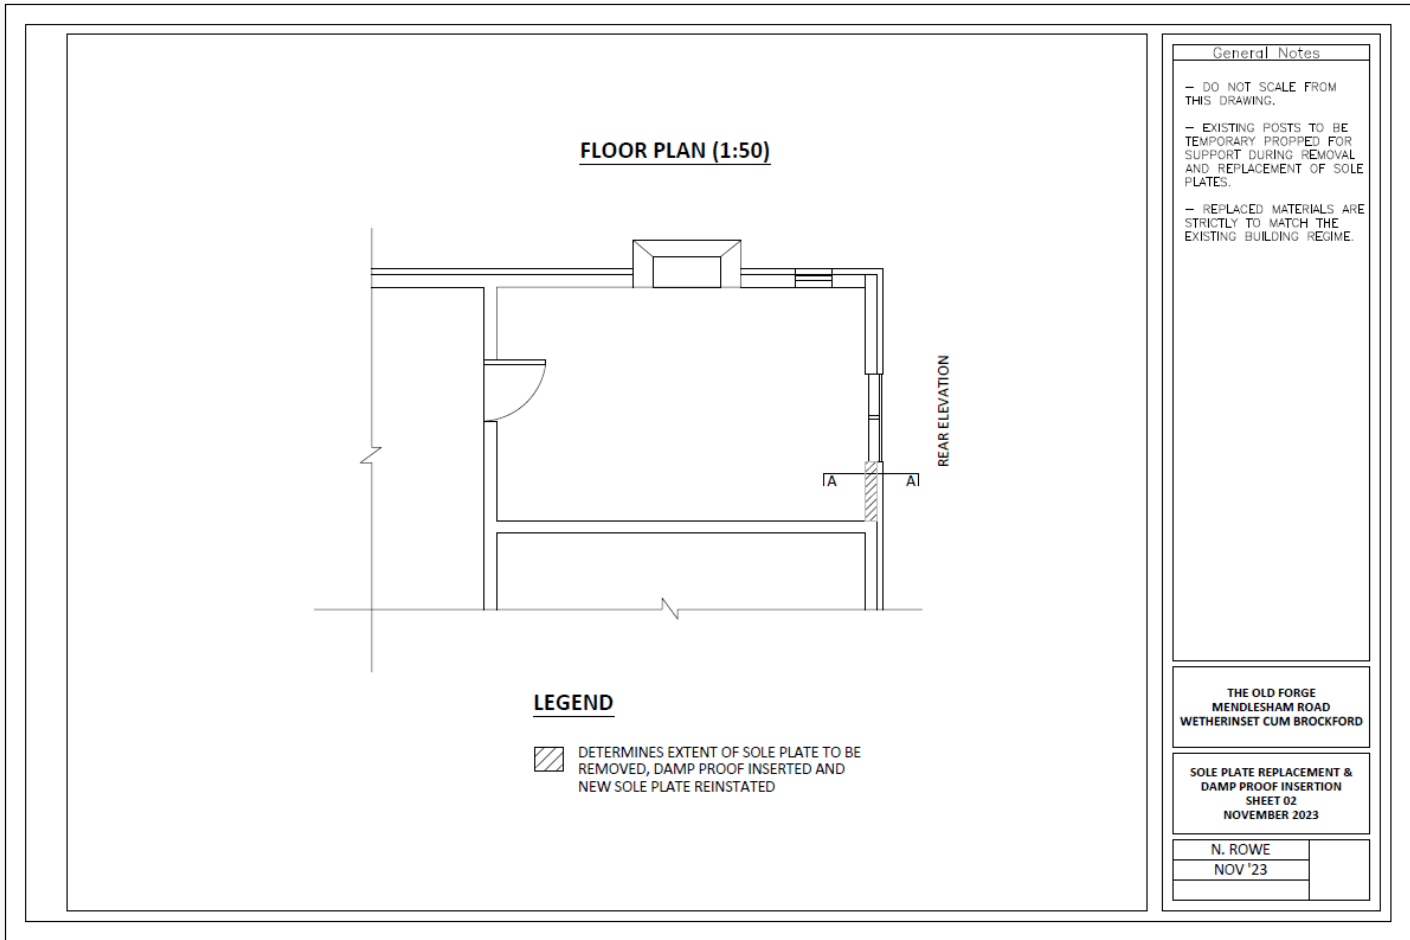 FLOOR PLAN (1:50)
REAR ELEVATION
A
A
LEGEND
DETERMINES EXTENT OF SOLE PLATE TO BE
REMOVED, DAMP PROOF INSERTED AND
NEW SOLE PLATE REINSTATED
General Notes
— DO NOT SCALE FROM
THIS DRAWING.
— EXISTING POSTS TO BE
TEMPORARY PROPPED FOR
SUPPORT DURING REMOVAL
AND REPLACEMENT OF SOLE
PLATES.
— REPLACED MATERIALS ARE
STRICTLY TO MATCH THE
EXISTING BUILDING REGIME.
THE OLD FORGE
MENDLESHAM ROAD
WETHERINSET CUM BROCKFORD
SOLE PLATE REPLACEMENT &
DAMP PROOF INSERTION
SHEET 02
NOVEMBER 2023
N. ROWE
NOV '23